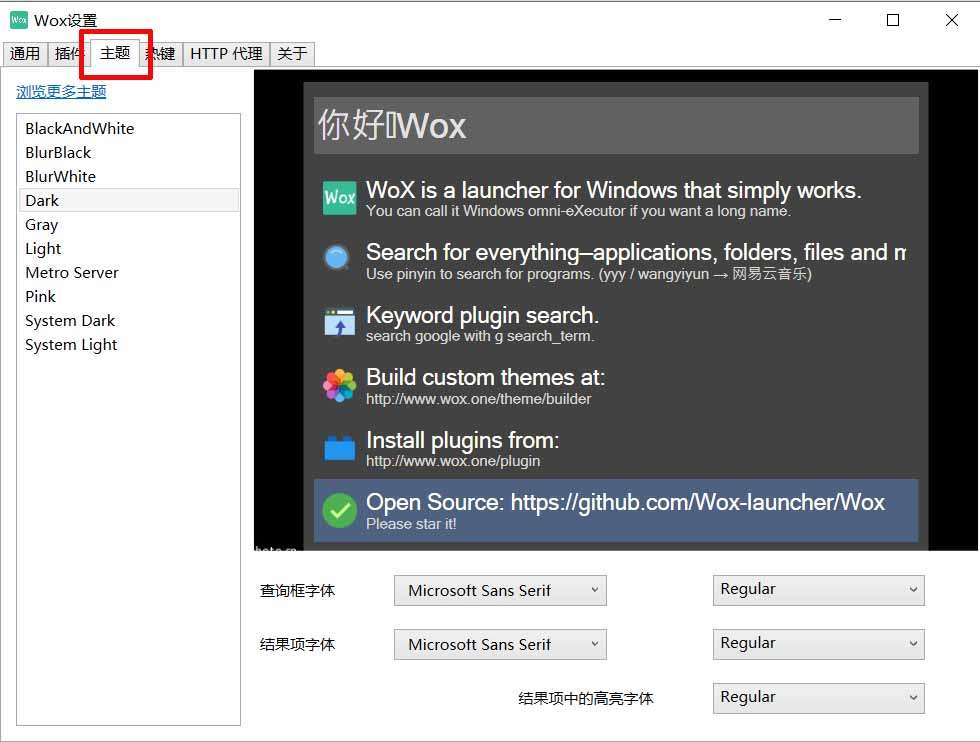 Wox Wox设置
通用 插件 主题 热键 HTTP 代理 关于
浏览更多主题
BlackAndWhite
BlurBlack
BlurWhite
Dark
Gray
Light
Metro Server
Pink
System Dark
System Light
你好Wox
Wox
WoX is a launcher for Windows that simply works.
You can call it Windows omni-eXecutor if you want a long name.
Search for everything—applications, folders, files and m
Use pinyin to search for programs. (yyy / wangyiyun → 网易云音乐)
Keyword plugin search.
search google with g search_term.
Build custom themes at:
http://www.wox.one/theme/builder
Install plugins from:
http://www.wox.one/plugin
Open Source: https://github.com/Wox-launcher/Wox
Please star it!
查询框字体 Microsoft Sans Serif Regular
结果项字体 Microsoft Sans Serif Regular
结果项中的高亮字体 Regular